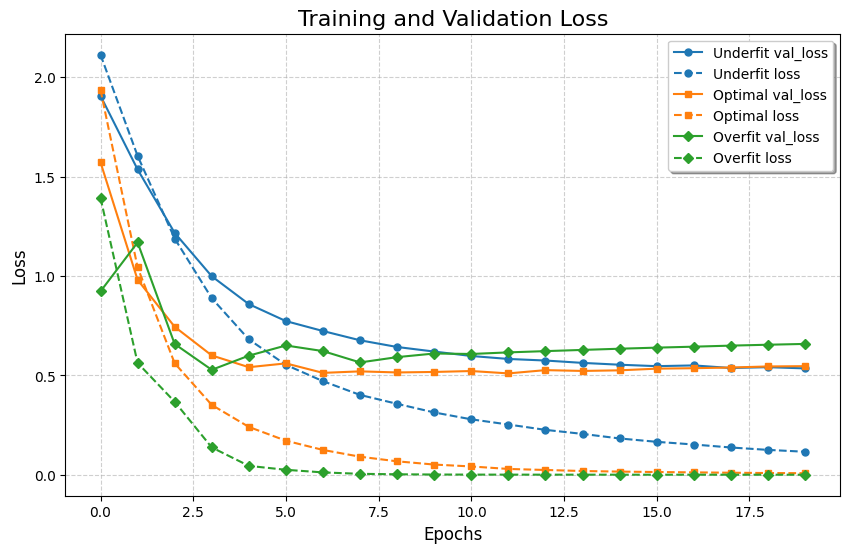 Training and Validation Loss
Underfit val_loss
Underfit loss
Optimal val_loss
Optimal loss
Overfit val_loss
Overfit loss
Loss
2.0
1.5
1.0
0.5
0.0
0.0 2.5 5.0 7.5 10.0 12.5 15.0 17.5
Epochs